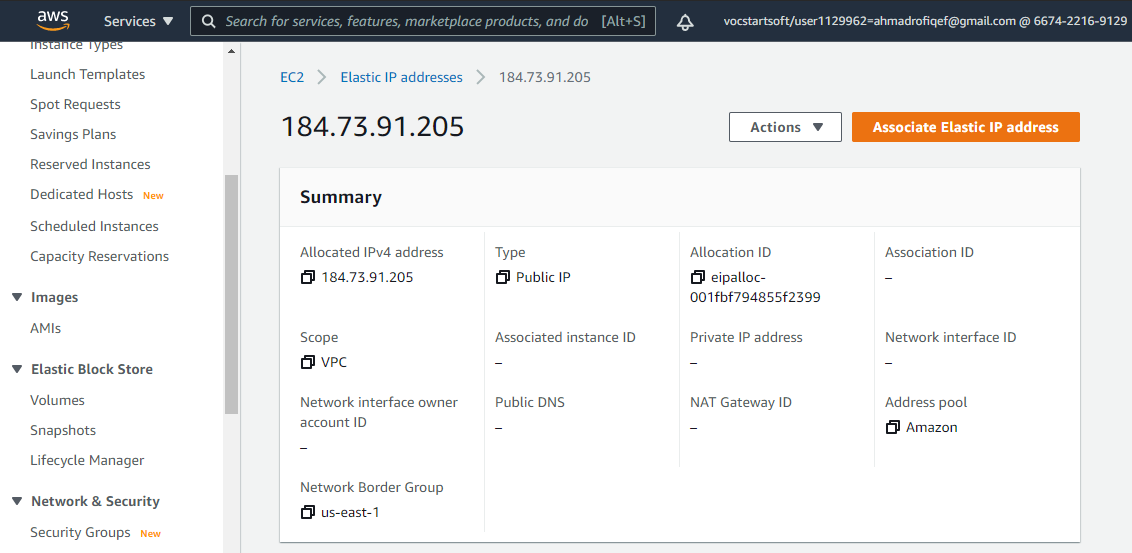 aws
Services
Search for services, features, marketplace products, and do [Alt+S]
vocstartsoft/user1129962=ahmadrofiqef@gmail.com @ 6674-2216-9129
Instance Types
Launch Templates
Spot Requests
Savings Plans
Reserved Instances
Dedicated Hosts New
Scheduled Instances
Capacity Reservations
Images
AMIs
Elastic Block Store
Volumes
Snapshots
Lifecycle Manager
Network & Security
Security Groups New
EC2
Elastic IP addresses
184.73.91.205
184.73.91.205
Actions
Associate Elastic IP address
Summary
Allocated IPv4 address
184.73.91.205
Type
Public IP
Allocation ID
eipalloc-
001fbf794855f2399
Association ID
–
Scope
VPC
Associated instance ID
–
Private IP address
–
Network interface ID
–
Network interface owner
account ID
–
Public DNS
–
NAT Gateway ID
–
Address pool
Amazon
Network Border Group
us-east-1